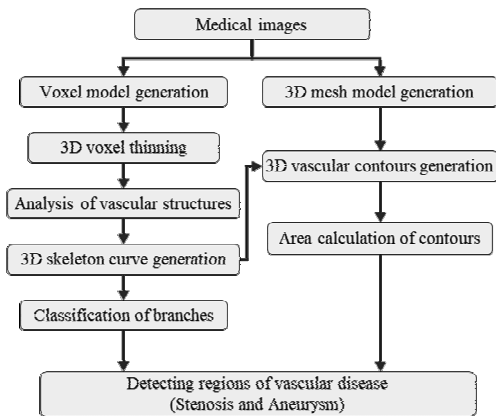 Medical images
Voxel model generation
3D mesh model generation
3D voxel thinning
3D vascular contours generation
Analysis of vascular structures
Area calculation of contours
3D skeleton curve generation
Classification of branches
Detecting regions of vascular disease
(Stenosis and Aneurysm)